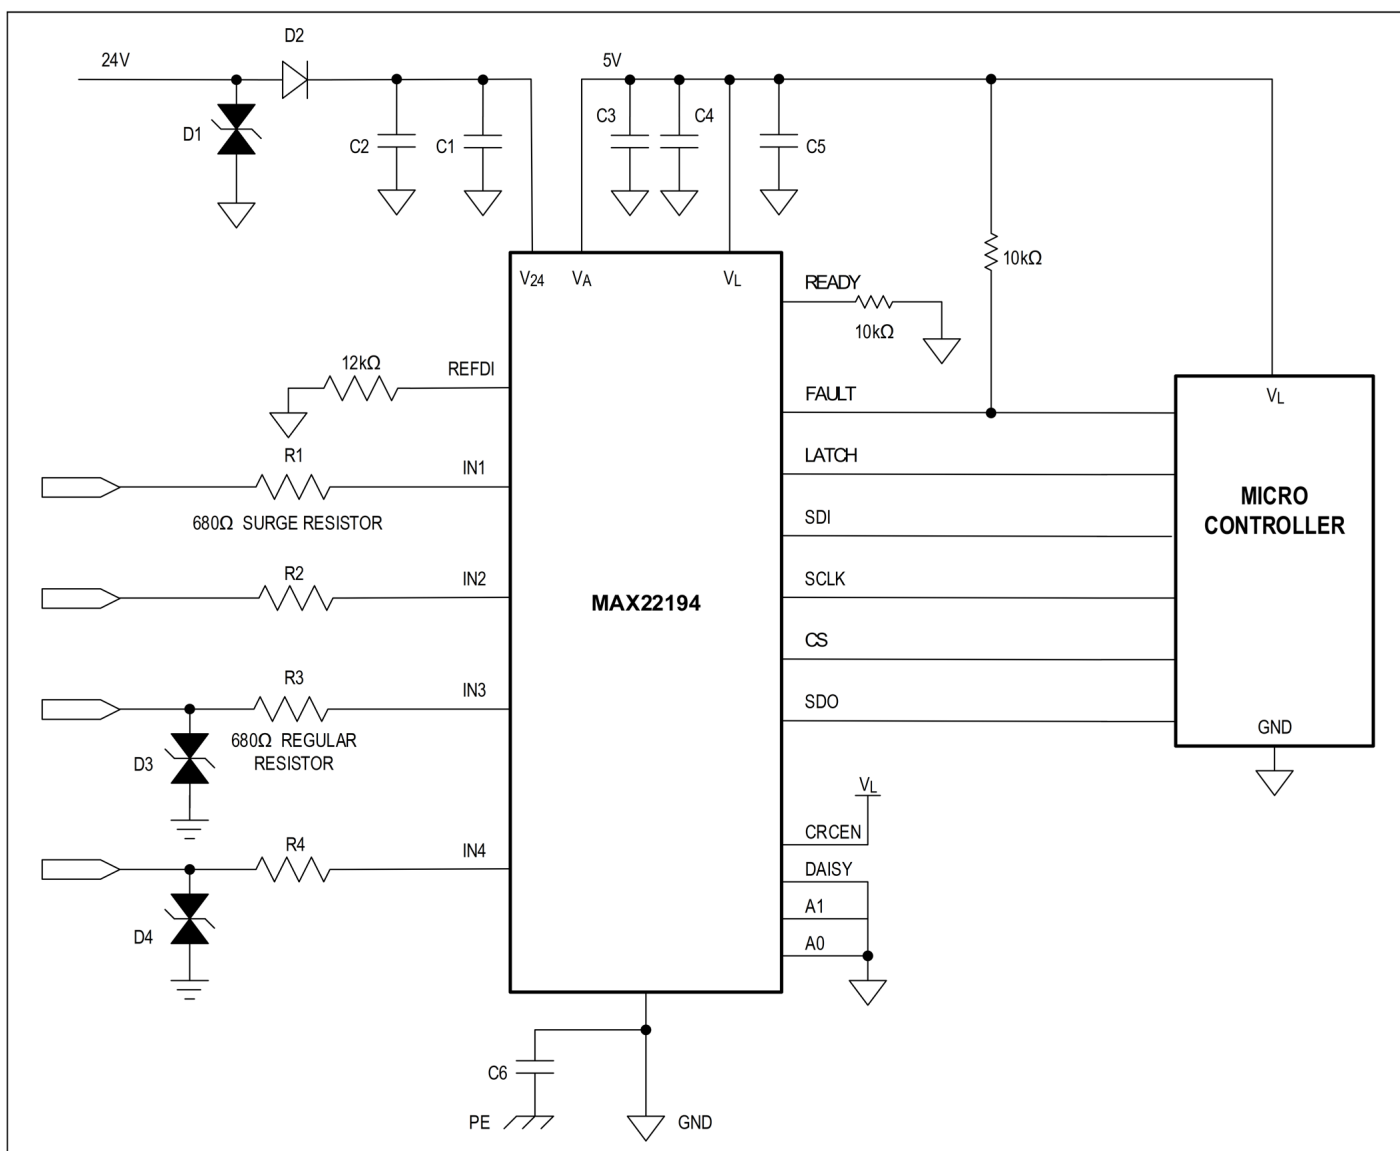 24V
D2
5V
D1
C2
C1
C3
C4
C5
10kΩ
V24
VA
VL
READY
10kΩ
12kΩ
REFDI
FAULT
VL
R1
IN1
LATCH
680Ω SURGE RESISTOR
MICRO
CONTROLLER
SDI
R2
IN2
SCLK
MAX22194
CS
R3
IN3
SDO
680Ω REGULAR
RESISTOR
D3
GND
VL
CRCEN
R4
IN4
DAISY
A1
D4
A0
C6
PE
GND